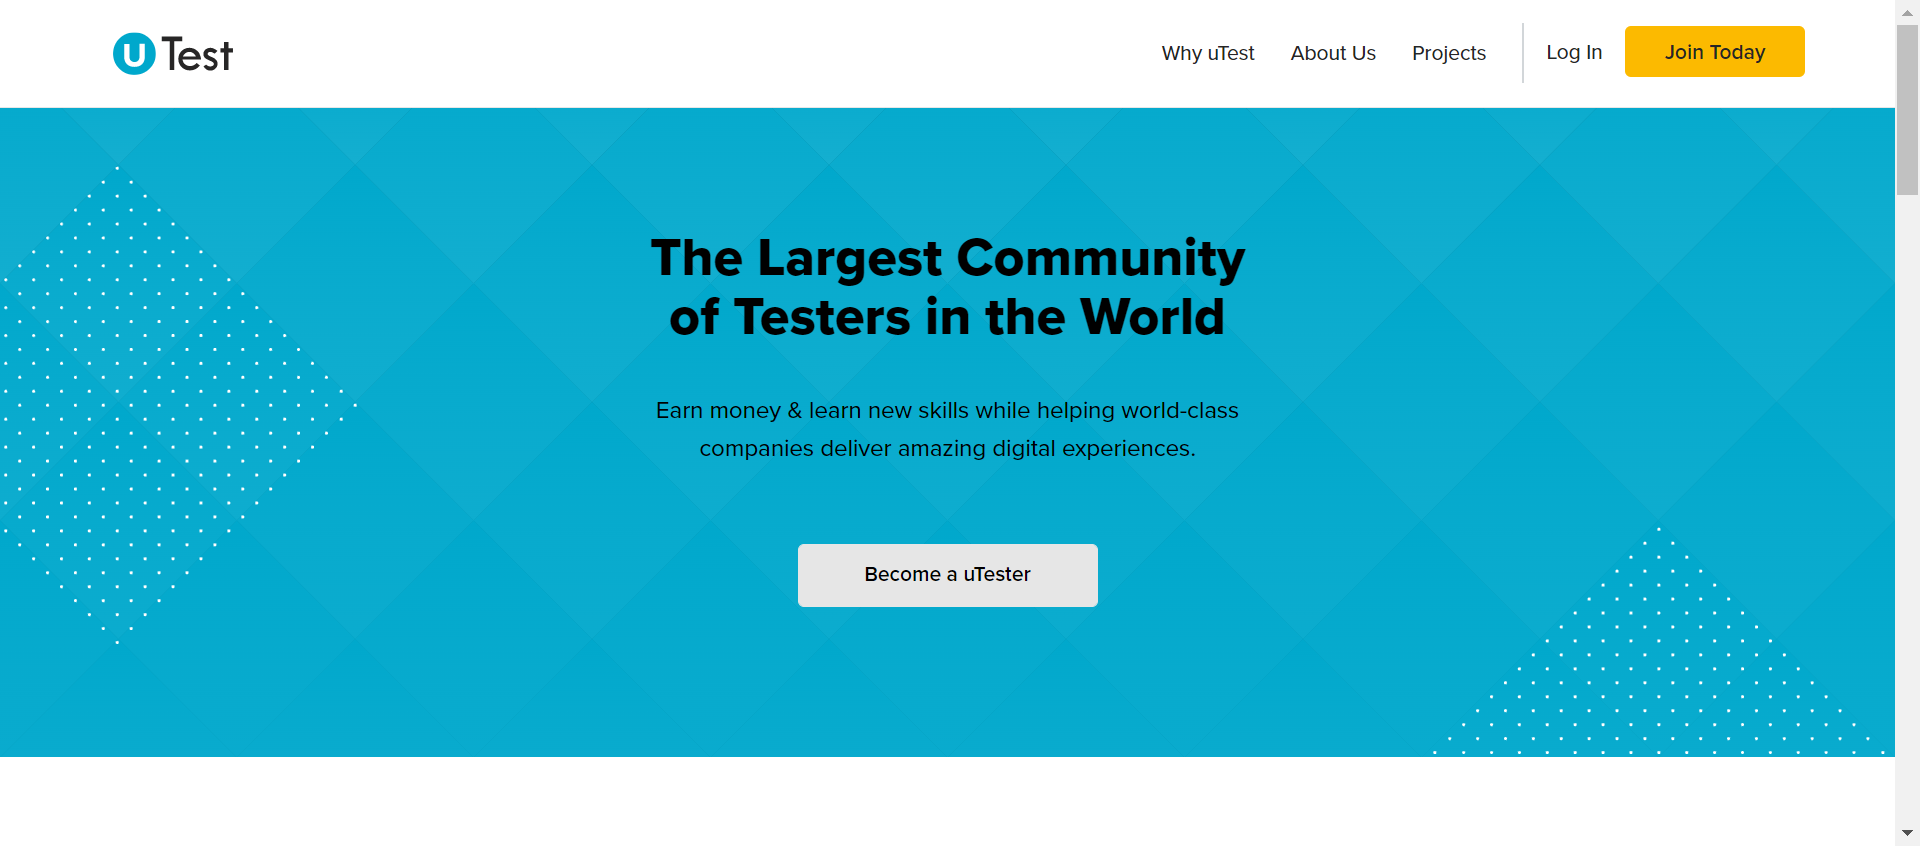 uTest
Why uTest
About Us
Projects
Log In
Join Today
The Largest Community
of Testers in the World
Earn money & learn new skills while helping world-class
companies deliver amazing digital experiences.
Become a uTester